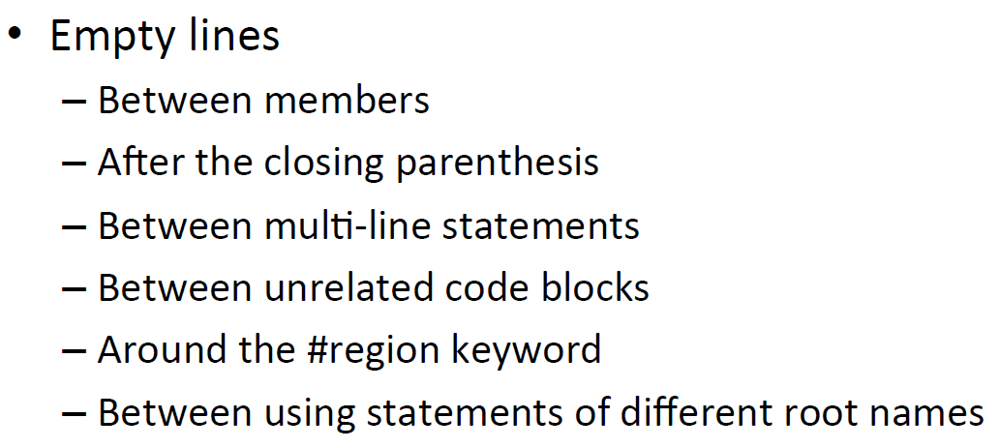 • Empty lines
– Between members
– After the closing parenthesis
– Between multi-line statements
– Between unrelated code blocks
– Around the #region keyword
– Between using statements of different root names